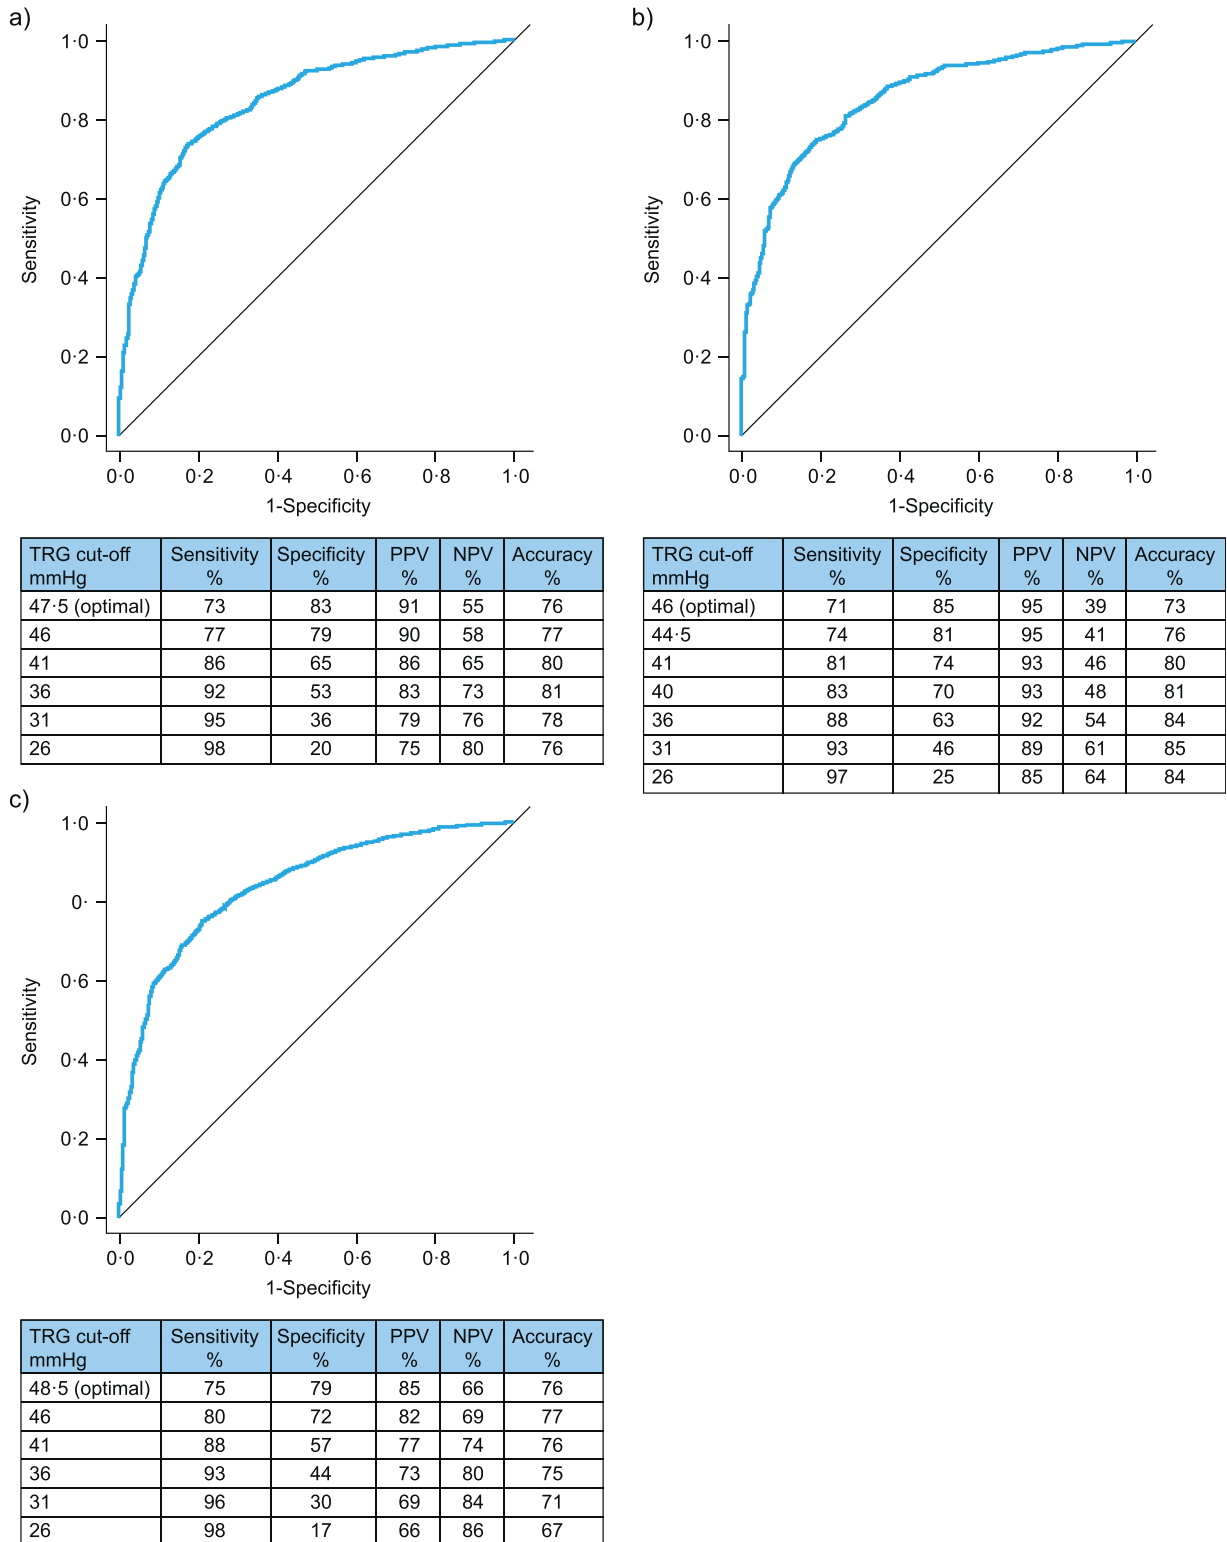 a)
1·0
0·8
0·6
0·4
0·2
0·0
Sensitivity
0·0 0·2 0·4 0·6 0·8 1·0
1-Specificity
TRG cut-off mmHg Sensitivity % Specificity % PPV % NPV % Accuracy %
47·5 (optimal) 73 83 91 55 76
46 77 79 90 58 77
41 86 65 86 65 80
36 92 53 83 73 81
31 95 36 79 76 78
26 98 20 75 80 76
b)
1·0
0·8
0·6
0·4
0·2
0·0
Sensitivity
0·0 0·2 0·4 0·6 0·8 1·0
1-Specificity
TRG cut-off mmHg Sensitivity % Specificity % PPV % NPV % Accuracy %
46 (optimal) 71 85 95 39 73
44·5 74 81 95 41 76
41 81 74 93 46 80
40 83 70 93 48 81
36 88 63 92 54 84
31 93 46 89 61 85
26 97 25 85 64 84
c)
1·0
0·
0·6
0·4
0·2
0·0
Sensitivity
0·0 0·2 0·4 0·6 0·8 1·0
1-Specificity
TRG cut-off mmHg Sensitivity % Specificity % PPV % NPV % Accuracy %
48·5 (optimal) 75 79 85 66 76
46 80 72 82 69 77
41 88 57 77 74 76
36 93 44 73 80 75
31 96 30 69 84 71
26 98 17 66 86 67